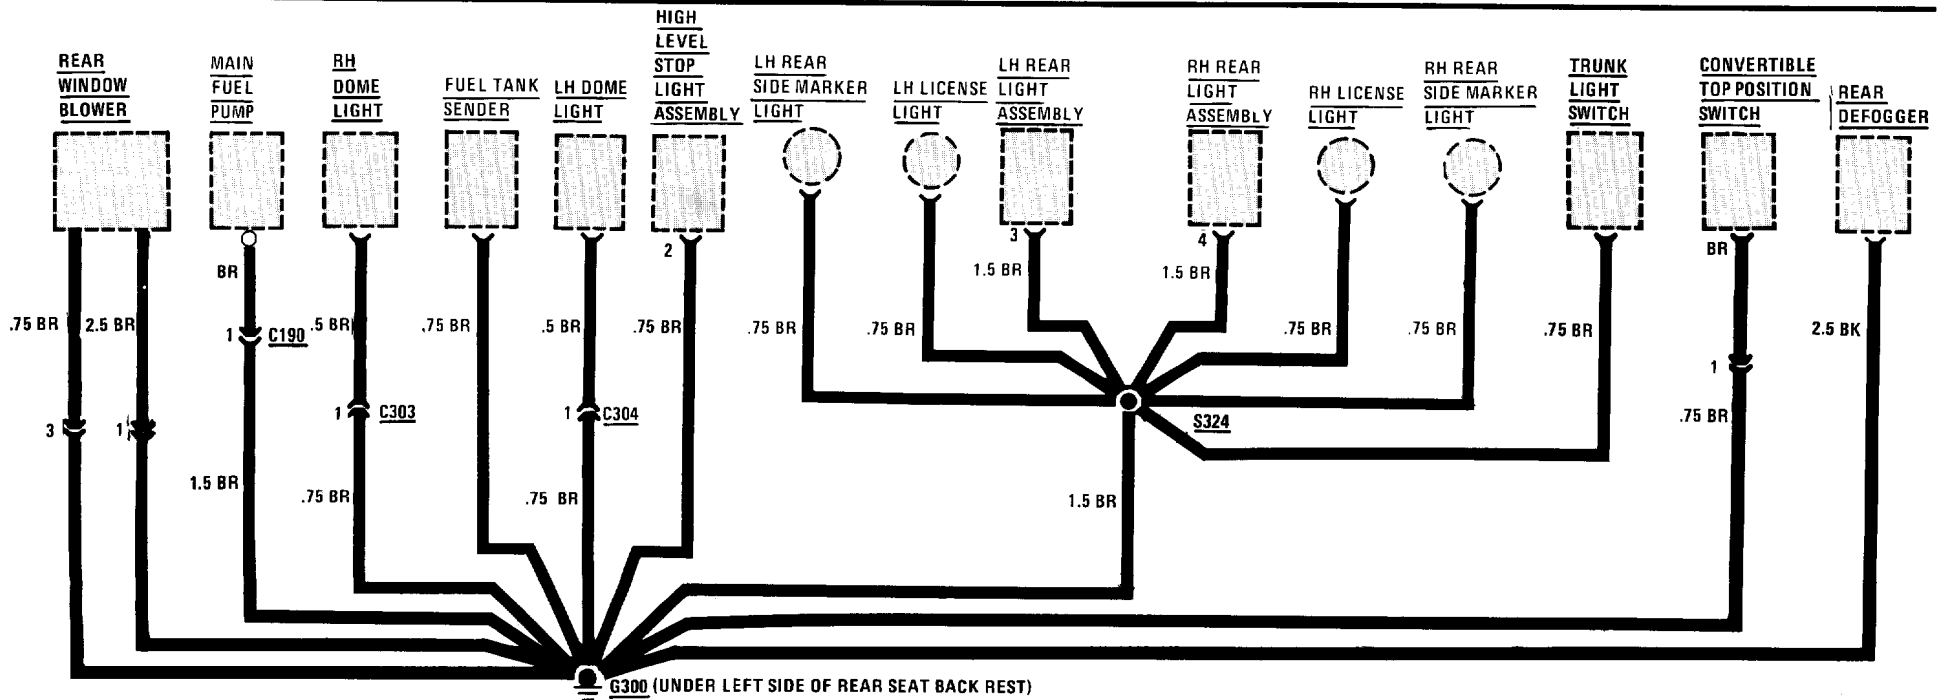 REAR
WINDOW
BLOWER
MAIN
FUEL
PUMP
RH
DOME
LIGHT
FUEL TANK
SENDER
LH DOME
LIGHT
HIGH
LEVEL
STOP
LIGHT
ASSEMBLY
LH REAR
SIDE MARKER
LIGHT
LH LICENSE
LIGHT
LH REAR
LIGHT
ASSEMBLY
RH REAR
LIGHT
ASSEMBLY
RH LICENSE
LIGHT
RH REAR
SIDE MARKER
LIGHT
TRUNK
LIGHT
SWITCH
CONVERTIBLE
TOP POSITION
SWITCH
REAR
DEFOGGER
2
3
4
BR
BR
1.5 BR
1.5 BR
.75 BR
2.5 BR
1
C190
.5 BR
.75 BR
.5 BR
.75 BR
.75 BR
.75 BR
.75 BR
.75 BR
.75 BR
2.5 BK
1
3
1
1
C303
1
C304
S324
.75 BR
1.5 BR
.75 BR
.75 BR
1.5 BR
G300 (UNDER LEFT SIDE OF REAR SEAT BACK REST)